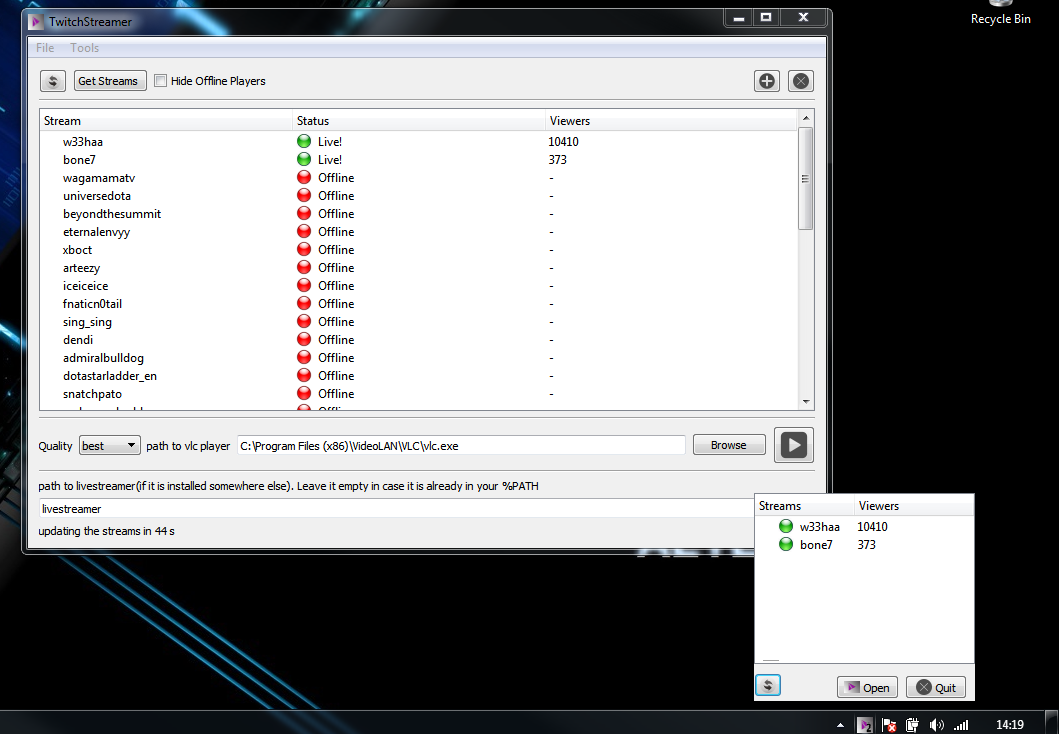 Recycle Bin
TwitchStreamer
File Tools
Get Streams Hide Offline Players
Stream Status Viewers
w33haa Live! 10410
bone7 Live! 373
wagamamatv Offline -
universedota Offline -
beyondthesummit Offline -
eternalenvyy Offline -
xboct Offline -
arteezy Offline -
iceiceice Offline -
fnaticn0tail Offline -
sing_sing Offline -
dendi Offline -
admiralbulldog Offline -
dotastarladder_en Offline -
snatchpato Offline -
Quality best path to vlc player C:\Program Files (x86)\VideoLAN\VLC\vlc.exe Browse
path to livestreamer(if it is installed somewhere else). Leave it empty in case it is already in your %PATH
livestreamer
updating the streams in 44 s
Streams Viewers
w33haa 10410
bone7 373
Open Quit
2
14:19